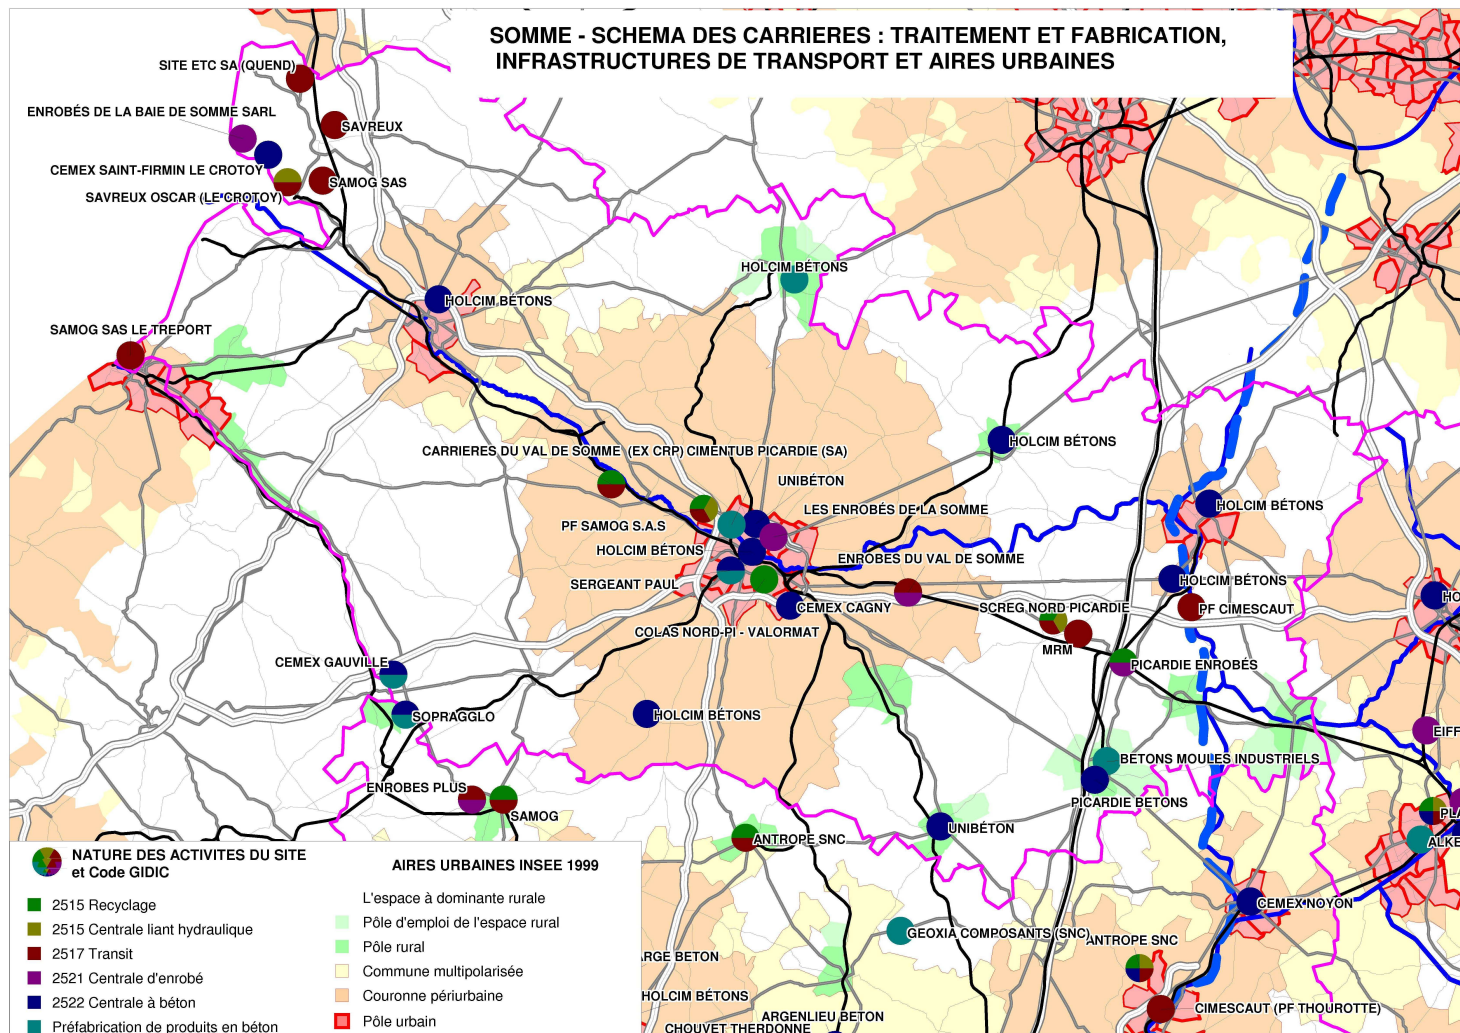 SOMME - SCHEMA DES CARRIERES : TRAITEMENT ET FABRICATION,
INFRASTRUCTURES DE TRANSPORT ET AIRES URBAINES
SITE ETC SA (QUEND)
ENROBÉS DE LA BAIE DE SOMME SARL
SAVREUX
CEMEX SAINT-FIRMIN LE CROTOY
SAMOG SAS
SAVREUX OSCAR (LE CROTOY)
HOLCIM BÉTONS
HOLCIM BÉTONS
SAMOG SAS LE TREPORT
HOLCIM BÉTONS
CARRIERES DU VAL DE SOMME (EX CRP) CIMENTUB PICARDIE (SA)
UNIBÉTON
HOLCIM BÉTONS
LES ENROBÉS DE LA SOMME
PF SAMOG S.A.S
HOLCIM BÉTONS
ENROBES DU VAL DE SOMME
SERGEANT PAUL
HOLCIM BÉTONS
HO
CEMEX CAGNY
SCREG NORD PICARDIE
PF CIMESCAUT
COLAS NORD-PI - VALORMAT
MRM
CEMEX GAUVILLE
PICARDIE ENROBÉS
SOPRAGGLO
HOLCIM BÉTONS
EIFF
BETONS MOULES INDUSTRIELS
ENROBES PLUS
PICARDIE BETONS
SAMOG
PLA
UNIBÉTON
ANTROPE SNC
ALKE
CEMEX NOYON
GEOXIA COMPOSANTS (SNC)
ANTROPE SNC
ARGE BETON
HOLCIM BÉTONS
CIMESCAUT (PF THOUROTTE)
ARGENLIEU BETON
CHOUVET THERDONNE
NATURE DES ACTIVITES DU SITE
et Code GIDIC
2515 Recyclage
2515 Centrale liant hydraulique
2517 Transit
2521 Centrale d'enrobé
2522 Centrale à béton
Préfabrication de produits en béton
AIRES URBAINES INSEE 1999
L'espace à dominante rurale
Pôle d'emploi de l'espace rural
Pôle rural
Commune multipolarisée
Couronne périurbaine
Pôle urbain